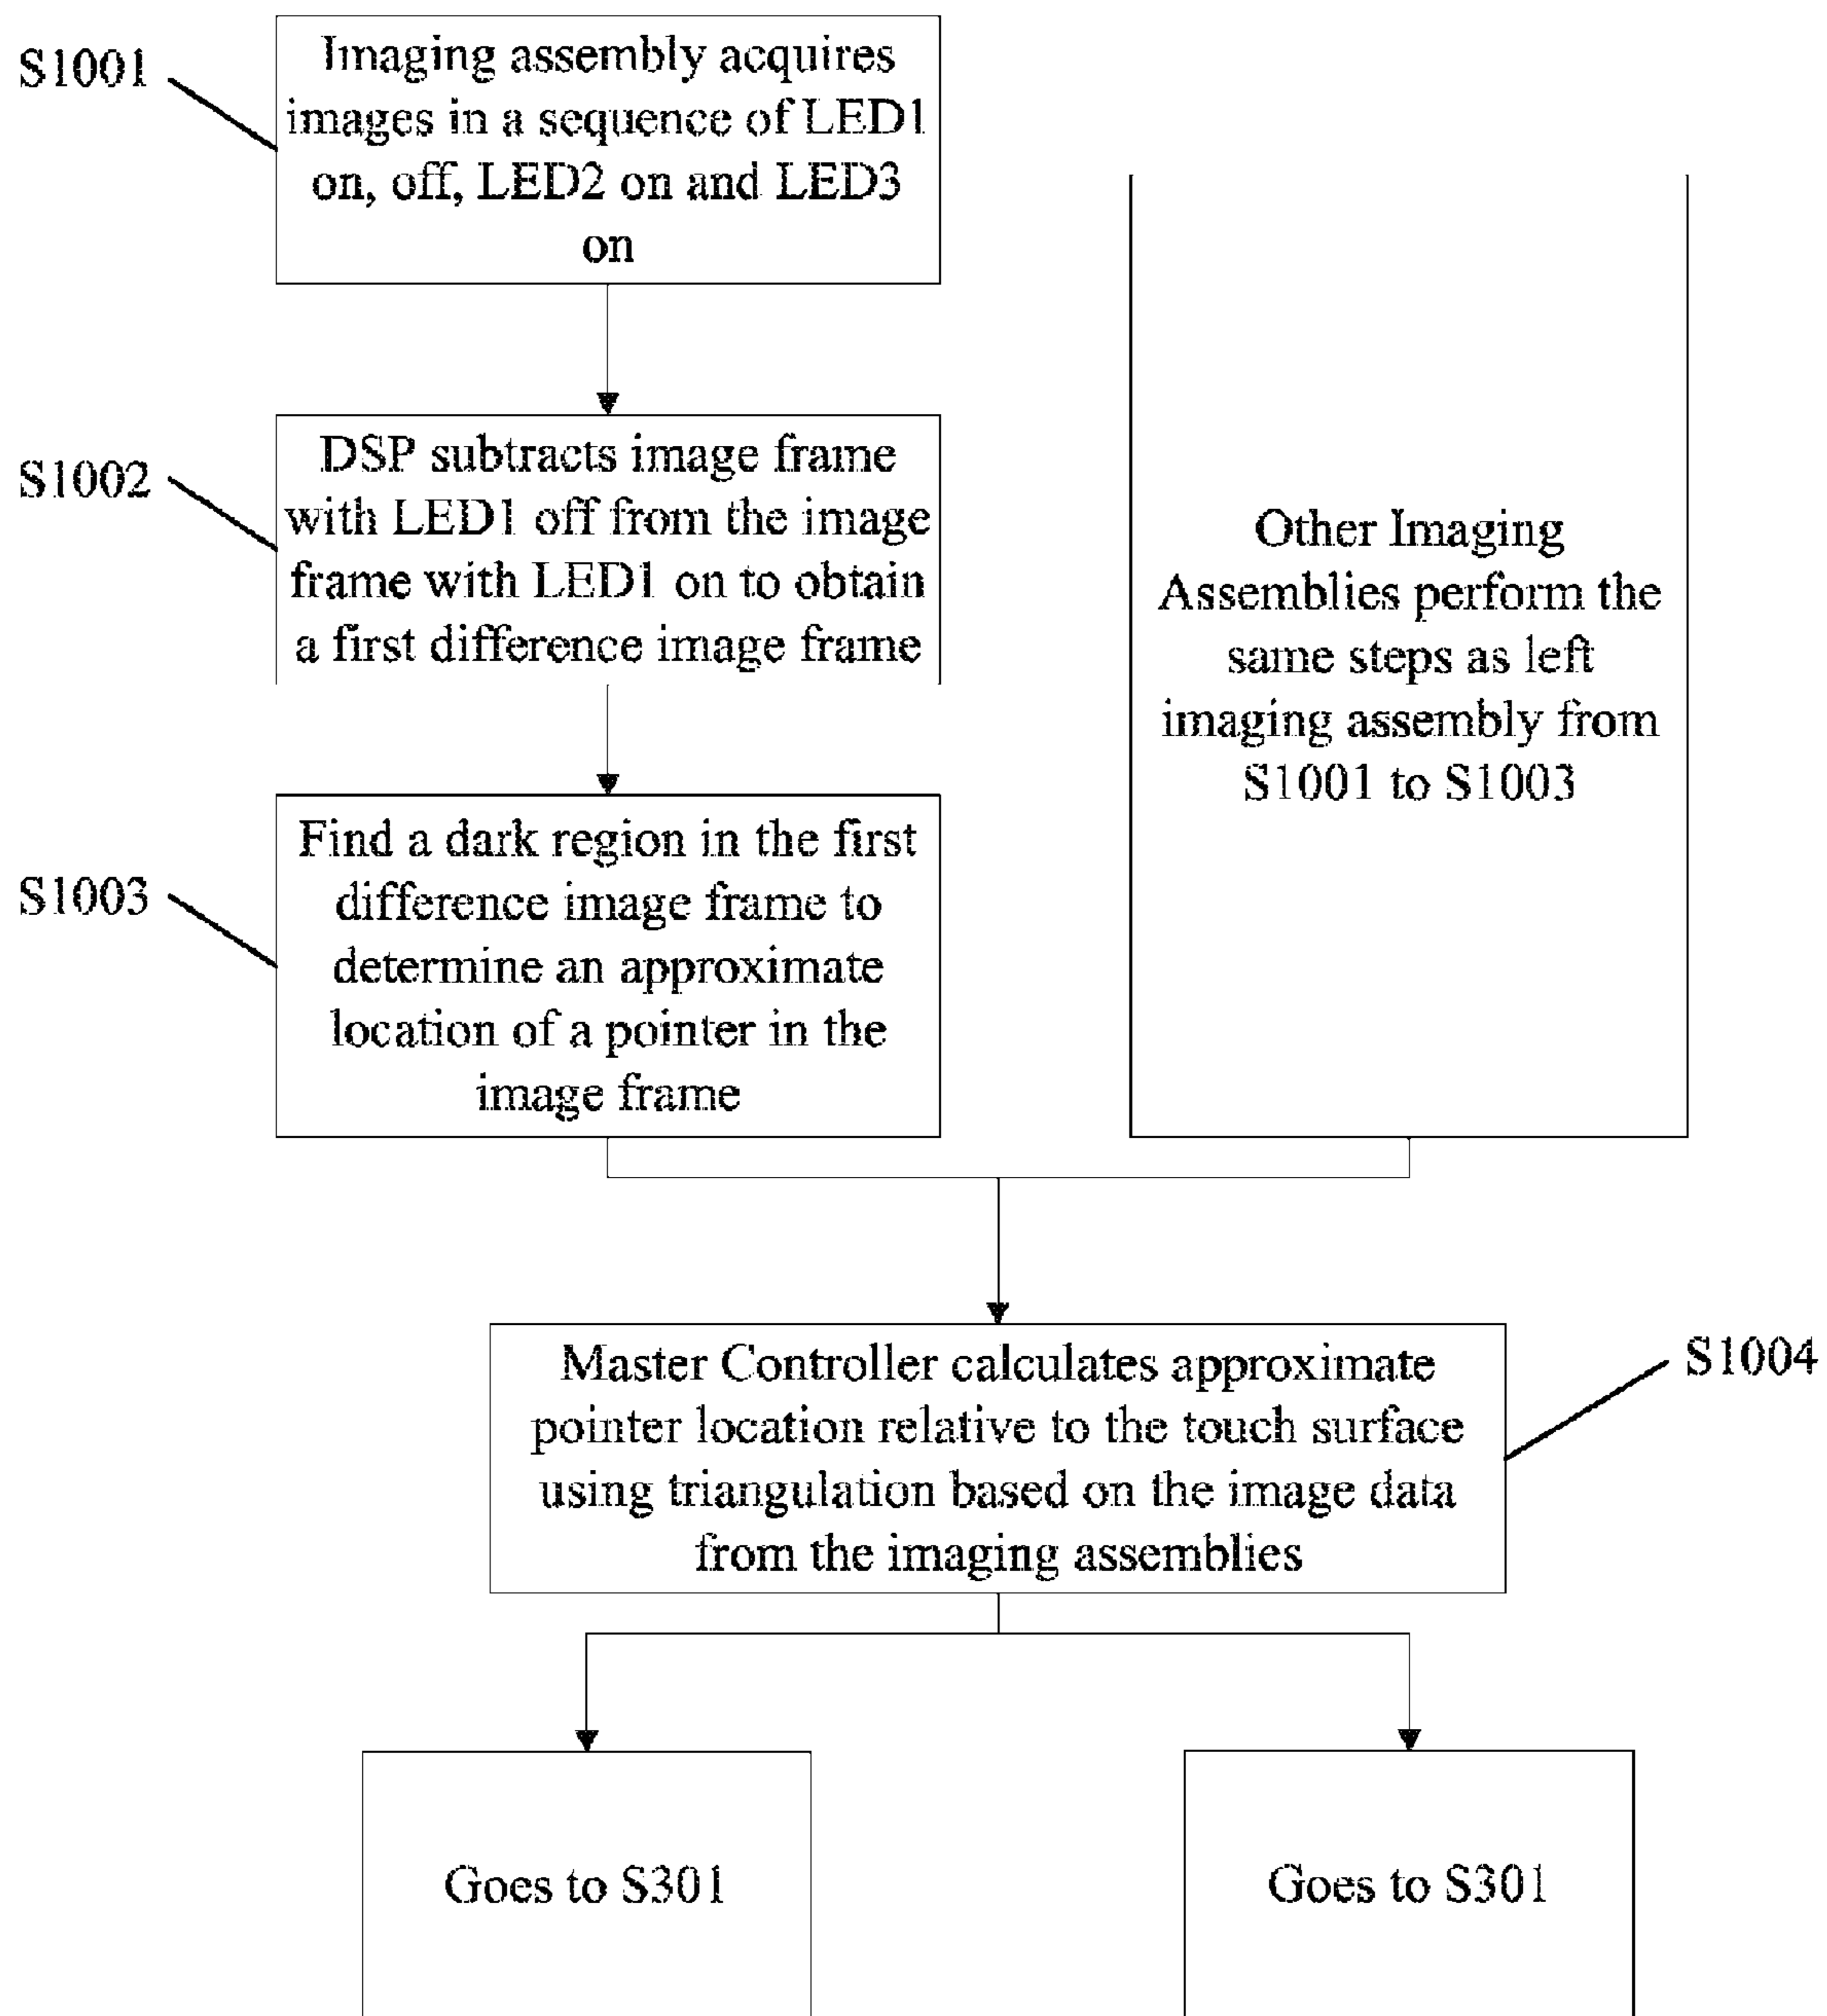 S1001
Imaging assembly acquires
images in a sequence of LED1
on, off, LED2 on and LED3
on
S1002
DSP subtracts image frame
with LED1 off from the image
frame with LED1 on to obtain
a first difference image frame
Other Imaging
Assemblies perform the
same steps as left
imaging assembly from
S1001 to S1003
S1003
Find a dark region in the first
difference image frame to
determine an approximate
location of a pointer in the
image frame
Master Controller calculates approximate
pointer location relative to the touch surface
using triangulation based on the image data
from the imaging assemblies
S1004
Goes to S301
Goes to S301